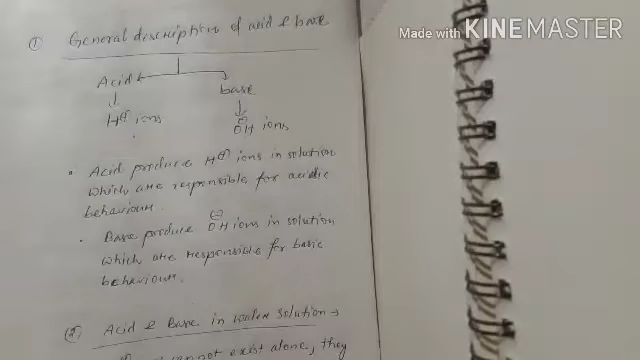 Made with KINEMASTER
① General description of acid & base
Acid base
H⊕ ions ⊖OH ions
• Acid produce H⊕ ions in solution
which are responsible for acidic
behaviour.
• Base produce ⊖OH ions in solution
which are responsible for basic
behaviour.
(2) Acid & Base in water solution →
cannot exist alone, they